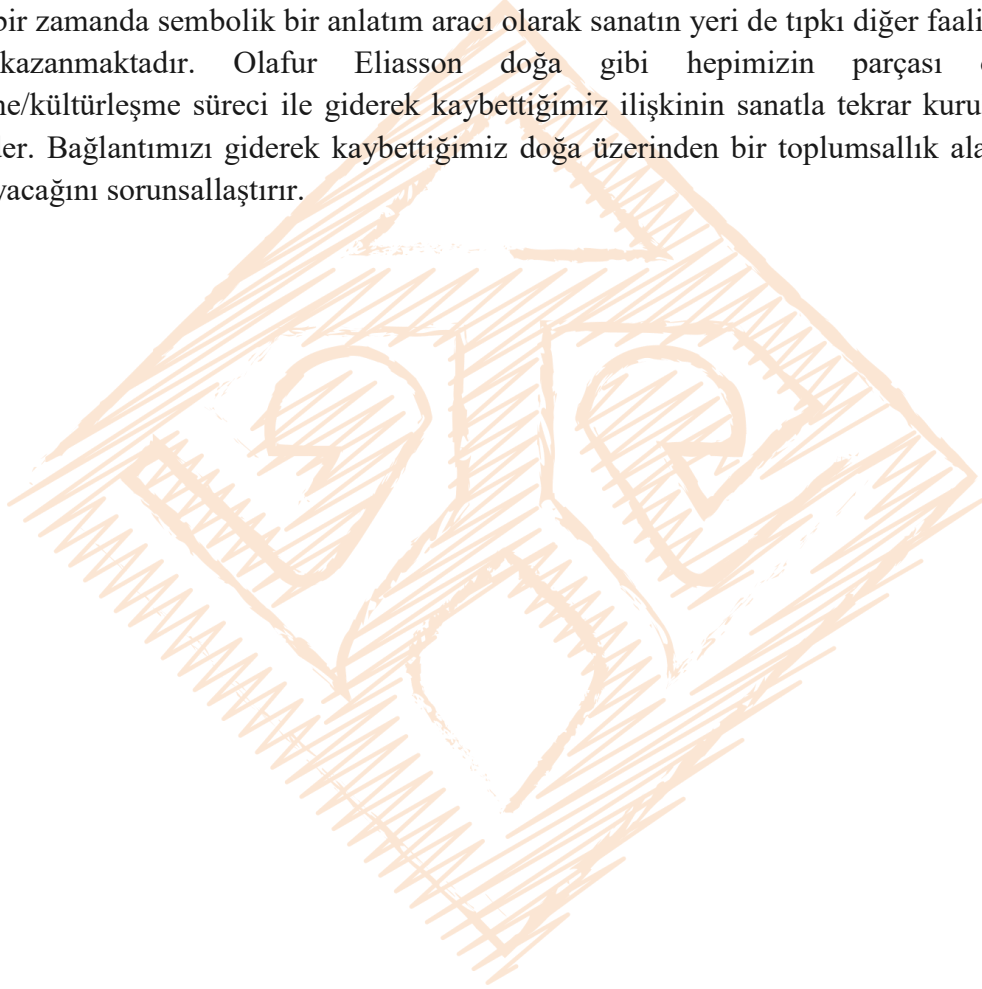 bir zamanda sembolik bir anlatım aracı olarak sanatın yeri de tıpkı diğer faali
kazanmaktadır. Olafur Eliasson doğa gibi hepimizin parçası
ne/kültürleşme süreci ile giderek kaybettiğimiz ilişkinin sanatla tekrar kuru
ler. Bağlantımızı giderek kaybettiğimiz doğa üzerinden bir toplumsallık ala
yacağını sorunsallaştırır.